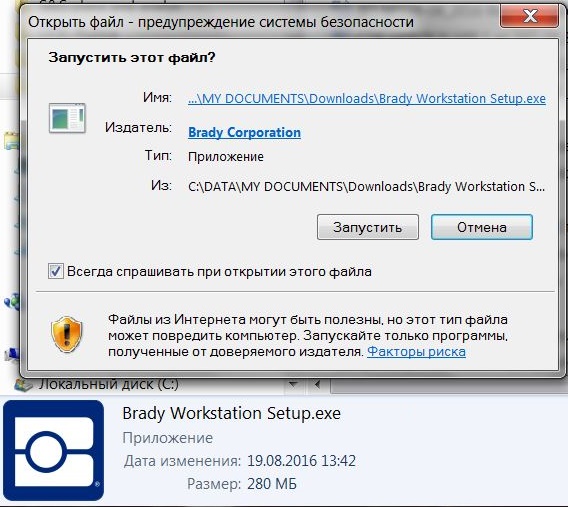 Открыть файл - предупреждение системы безопасности
Запустить этот файл?
Имя: ...\MY DOCUMENTS\Downloads\Brady Workstation Setup.exe
Издатель: Brady Corporation
Тип: Приложение
Из: C:\DATA\MY DOCUMENTS\Downloads\Brady Workstation S...
Запустить Отмена
Всегда спрашивать при открытии этого файла
Файлы из Интернета могут быть полезны, но этот тип файла
может повредить компьютер. Запускайте только программы,
полученные от доверяемого издателя. Факторы риска
Локальный диск (C:)
Brady Workstation Setup.exe
Приложение
Дата изменения: 19.08.2016 13:42
Размер: 280 МБ